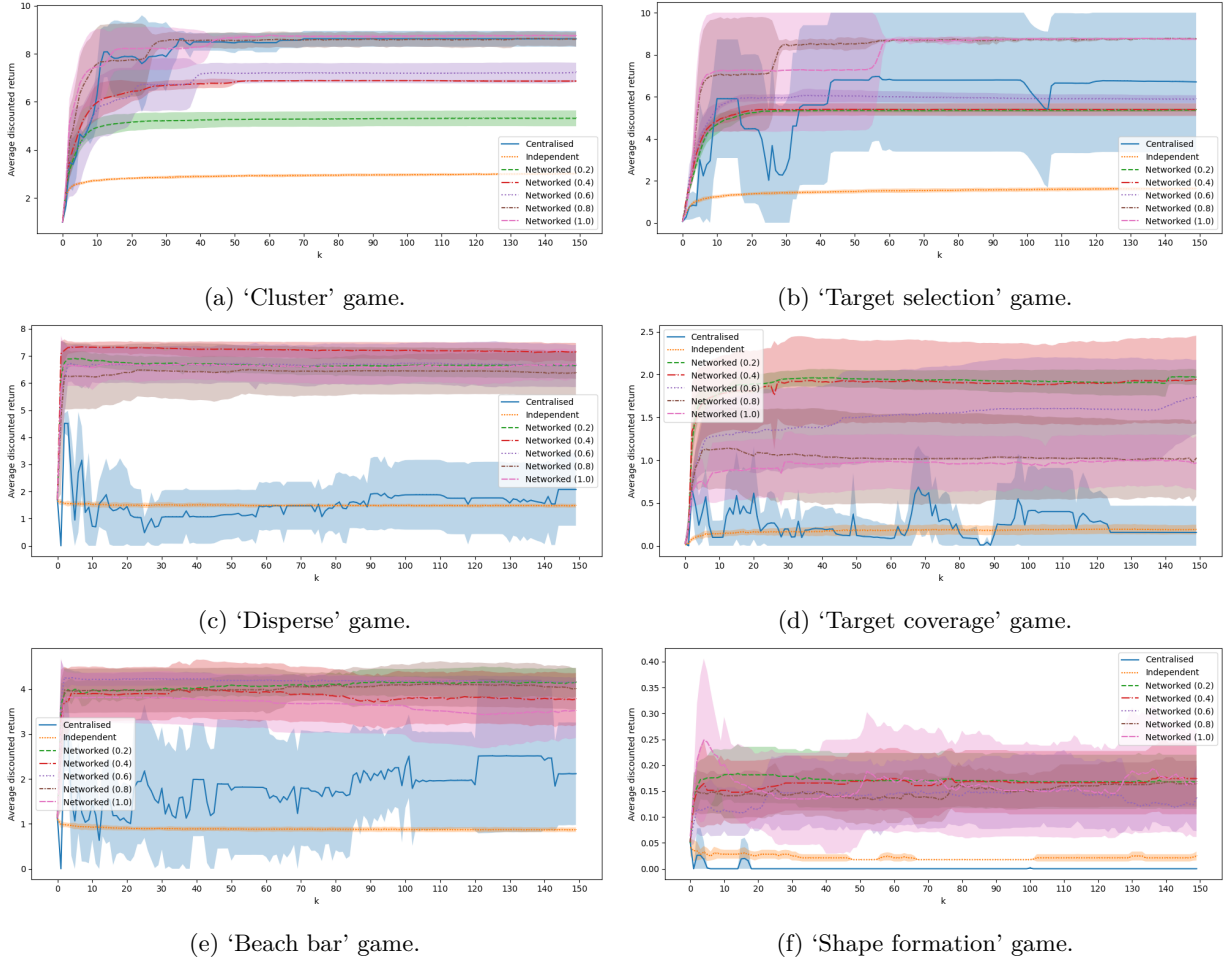 10
8
6
4
2
Average discounted return
0 10 20 30 40 50 60 70 80 90 100 110 120 130 140 150
k
Centralised
Independent
Networked (0.2)
Networked (0.4)
Networked (0.6)
Networked (0.8)
Networked (1.0)
(a) ‘Cluster’ game.
10
8
6
4
2
0
Average discounted return
0 10 20 30 40 50 60 70 80 90 100 110 120 130 140 150
k
Centralised
Independent
Networked (0.2)
Networked (0.4)
Networked (0.6)
Networked (0.8)
Networked (1.0)
(b) ‘Target selection’ game.
8
7
6
5
4
3
2
1
0
Average discounted return
0 10 20 30 40 50 60 70 80 90 100 110 120 130 140 150
k
Centralised
Independent
Networked (0.2)
Networked (0.4)
Networked (0.6)
Networked (0.8)
Networked (1.0)
(c) ‘Disperse’ game.
2.5
2.0
1.5
1.0
0.5
0.0
Average discounted return
0 10 20 30 40 50 60 70 80 90 100 110 120 130 140 150
k
Centralised
Independent
Networked (0.2)
Networked (0.4)
Networked (0.6)
Networked (0.8)
Networked (1.0)
(d) ‘Target coverage’ game.
4
3
2
1
0
Average discounted return
0 10 20 30 40 50 60 70 80 90 100 110 120 130 140 150
k
Centralised
Independent
Networked (0.2)
Networked (0.4)
Networked (0.6)
Networked (0.8)
Networked (1.0)
(e) ‘Beach bar’ game.
0.40
0.35
0.30
0.25
0.20
0.15
0.10
0.05
0.00
Average discounted return
0 10 20 30 40 50 60 70 80 90 100 110 120 130 140 150
k
Centralised
Independent
Networked (0.2)
Networked (0.4)
Networked (0.6)
Networked (0.8)
Networked (1.0)
(f) ‘Shape formation’ game.